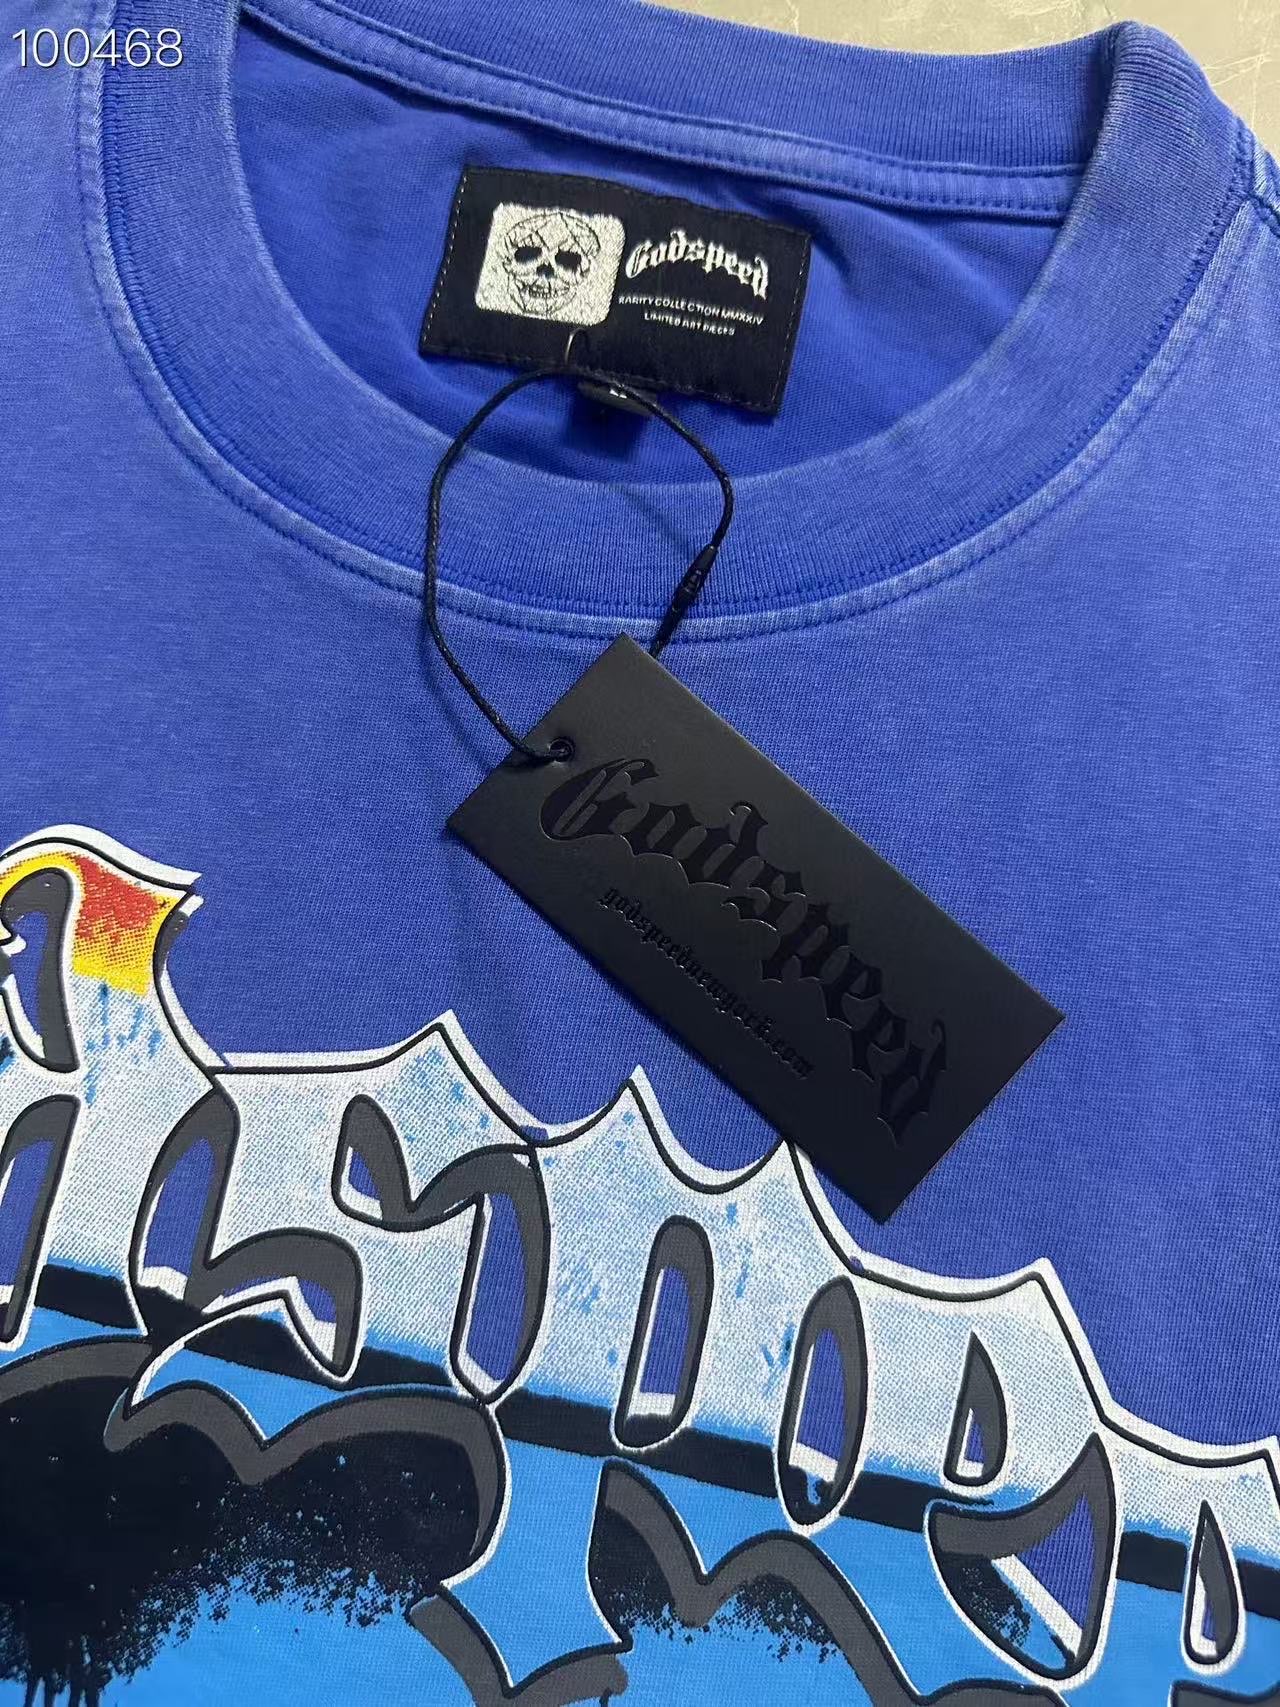 100468
Godspeed
RARITY COLLECTION MMXXIV
LIMITED ART PIECES
Godspeed
godspeednewyork.com